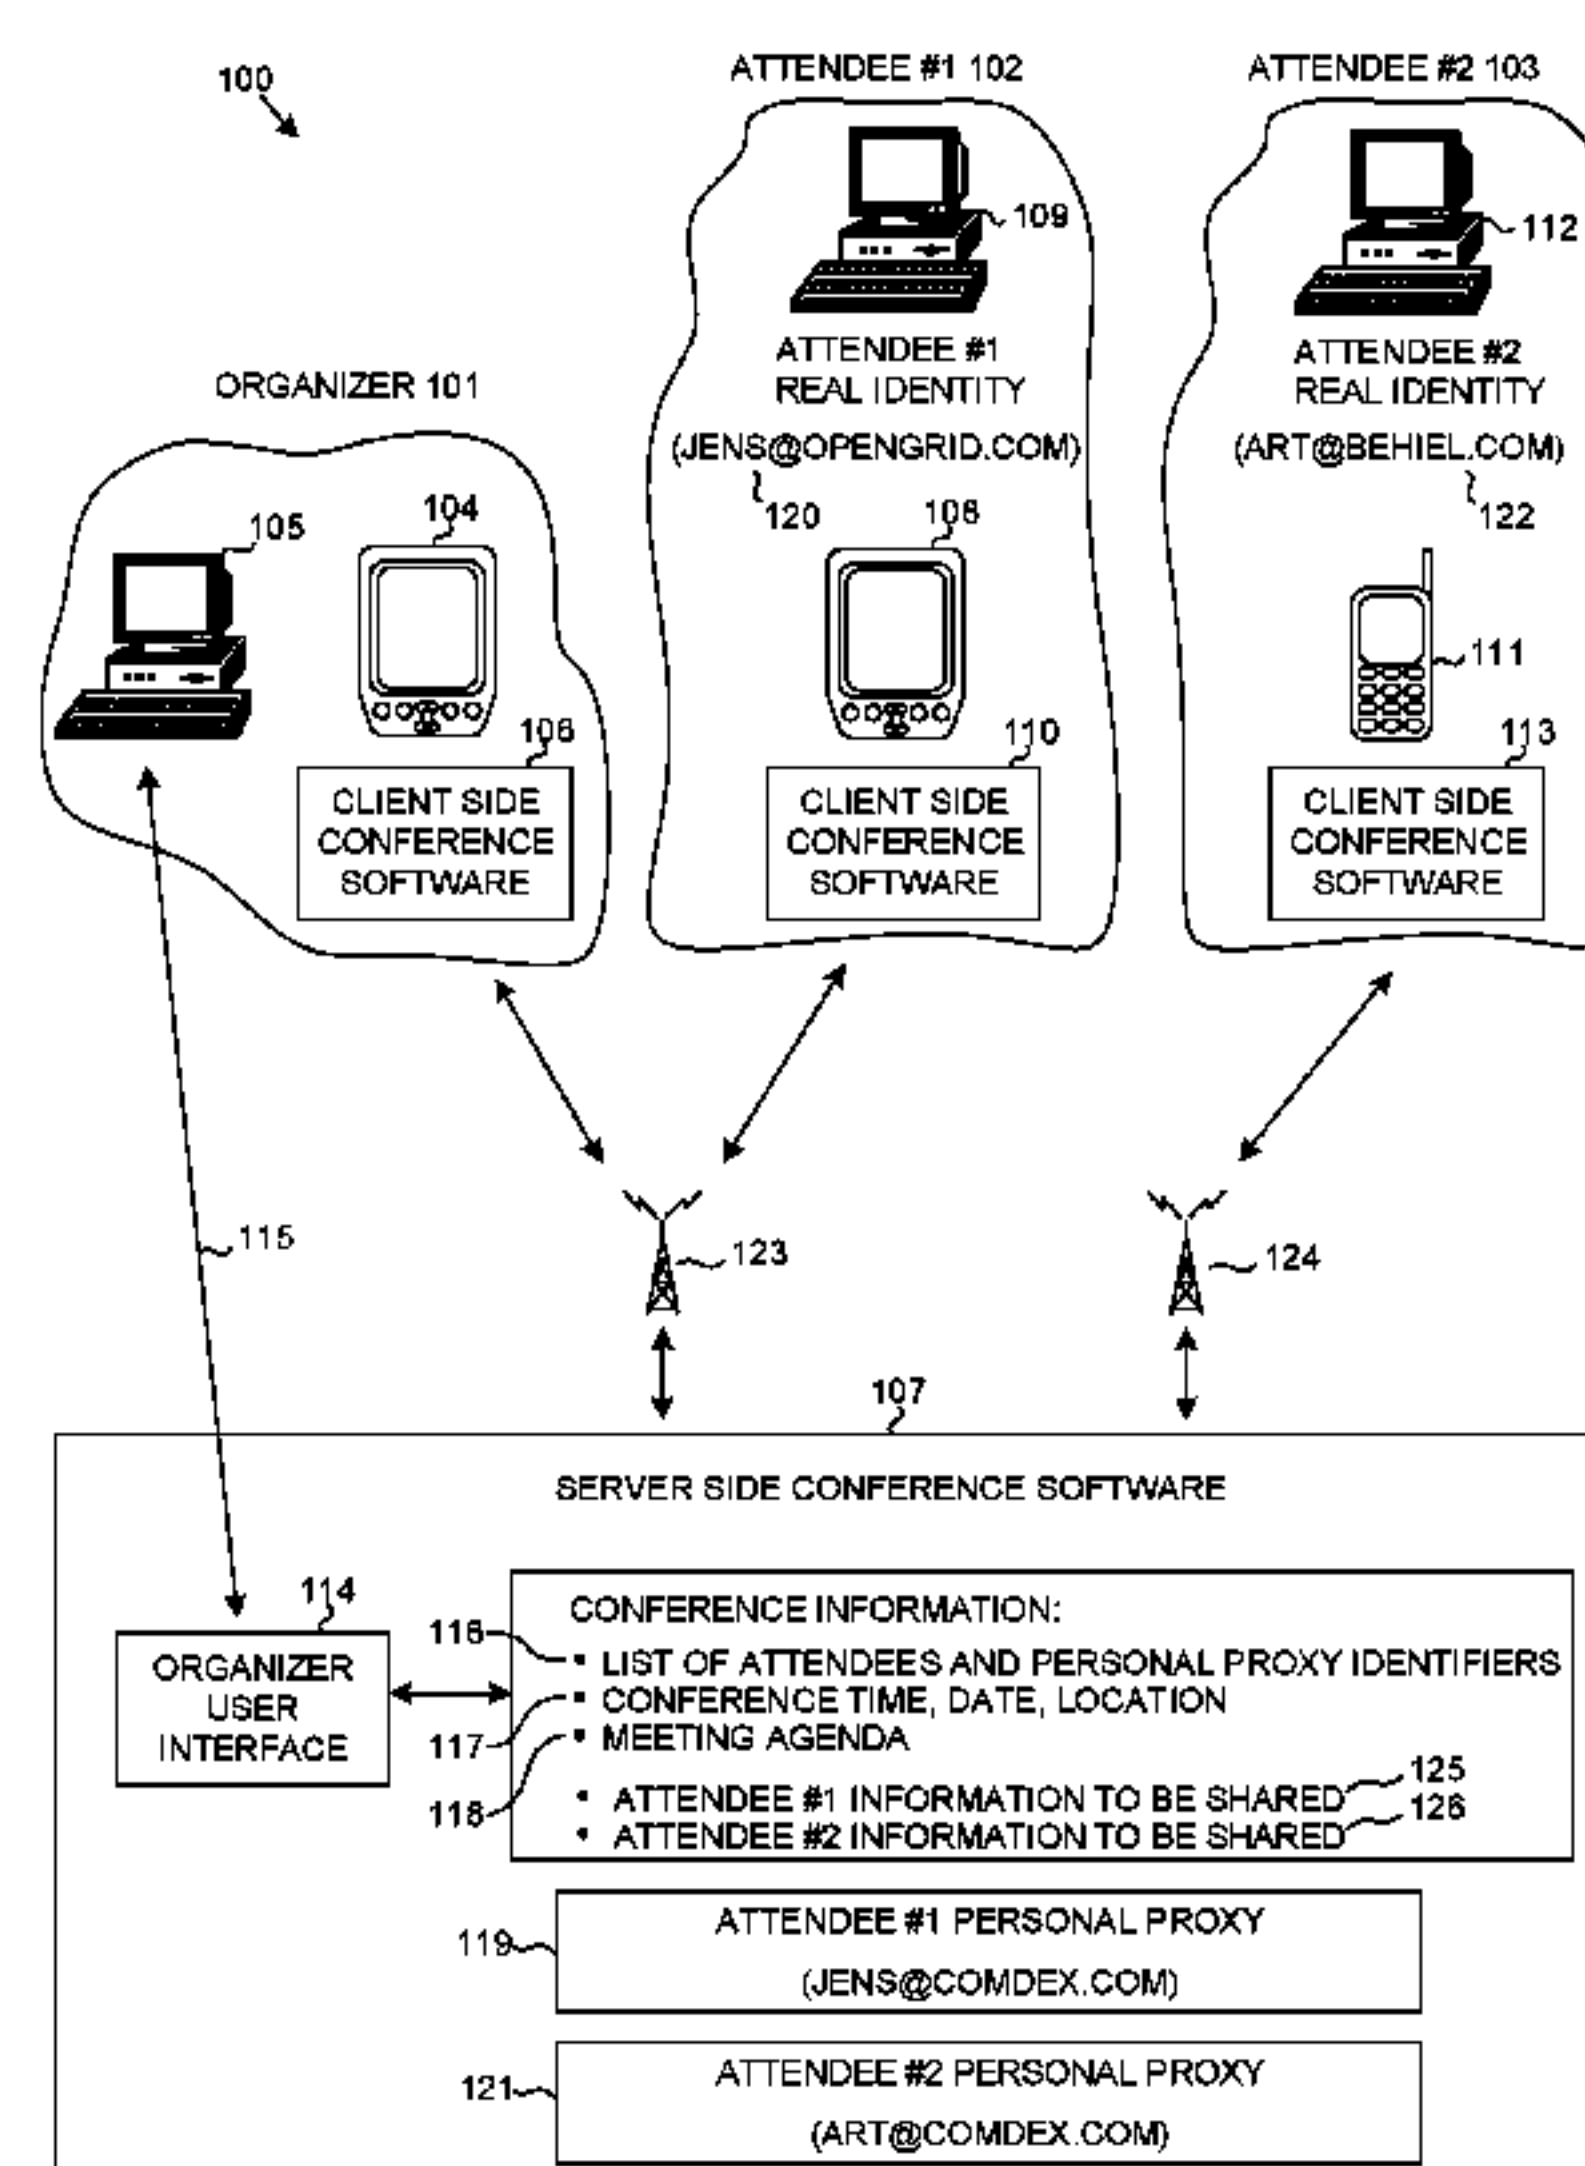 100
ATTENDEE #1 102
ATTENDEE #2 103
109
112
ATTENDEE #1
REAL IDENTITY
(JENS@OPENGRID.COM)
120
ATTENDEE #2
REAL IDENTITY
(ART@BEHIEL.COM)
122
ORGANIZER 101
105
104
108
111
106
CLIENT SIDE
CONFERENCE
SOFTWARE
110
CLIENT SIDE
CONFERENCE
SOFTWARE
113
CLIENT SIDE
CONFERENCE
SOFTWARE
115
123
124
107
SERVER SIDE CONFERENCE SOFTWARE
114
ORGANIZER
USER
INTERFACE
CONFERENCE INFORMATION:
116
• LIST OF ATTENDEES AND PERSONAL PROXY IDENTIFIERS
• CONFERENCE TIME, DATE, LOCATION
117
• MEETING AGENDA
118
• ATTENDEE #1 INFORMATION TO BE SHARED
125
• ATTENDEE #2 INFORMATION TO BE SHARED
126
119
ATTENDEE #1 PERSONAL PROXY
(JENS@COMDEX.COM)
121
ATTENDEE #2 PERSONAL PROXY
(ART@COMDEX.COM)